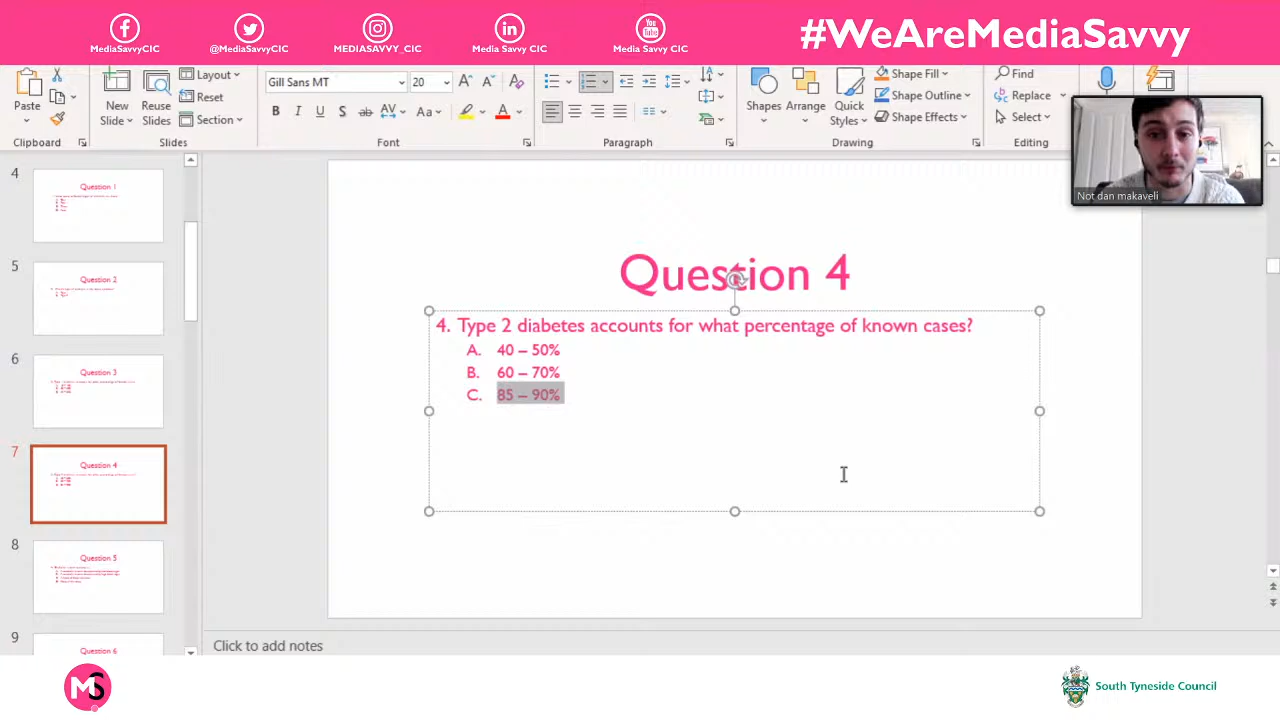 MediaSavvyCIC
@MediaSavvyCIC
MEDIASAVVY_CIC
Media Savvy CIC
You Tube
Media Savvy CIC
#WeAreMediaSavvy
Paste
Clipboard
New Slide
Reuse Slides
Layout
Reset
Section
Slides
Gill Sans MT
20
Font
Paragraph
Shapes
Arrange
Quick Styles
Shape Fill
Shape Outline
Shape Effects
Drawing
Find
Replace
Select
Editing
Not dan makaveli
4
Question 1
5
Question 2
6
Question 3
7
Question 4
8
Question 5
9
Question 6
Question 4
4. Type 2 diabetes accounts for what percentage of known cases?
A. 40 – 50%
B. 60 – 70%
C. 85 – 90%
Click to add notes
MS
South Tyneside Council